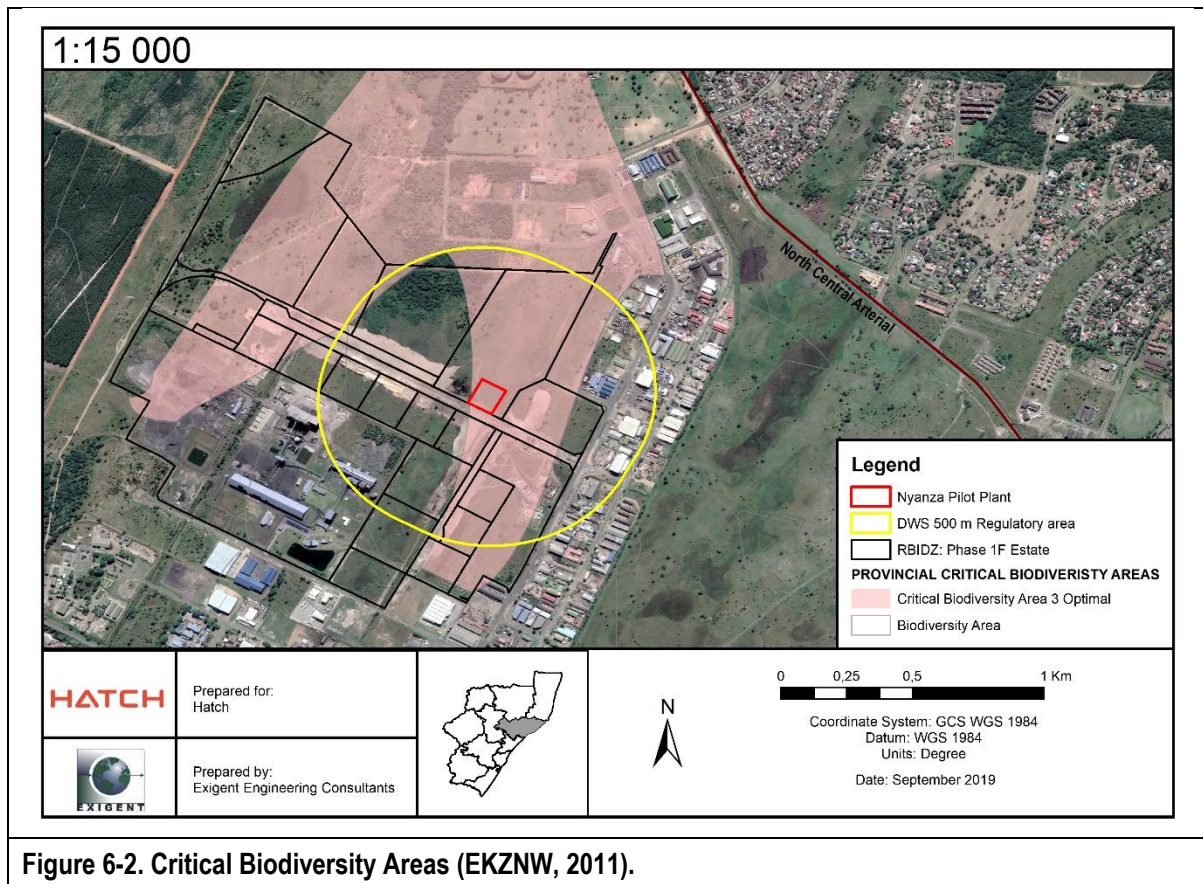 1:15 000
North Central Arterial
Legend
Nyanza Pilot Plant
DWS 500 m Regulatory area
RBIDZ: Phase 1F Estate
PROVINCIAL CRITICAL BIODIVERISTY AREAS
Critical Biodiversity Area 3 Optimal
Biodiversity Area
HATCH
Prepared for:
Hatch
EXIGENT
Prepared by:
Exigent Engineering Consultants
N
0 0,25 0,5 1 Km
Coordinate System: GCS WGS 1984
Datum: WGS 1984
Units: Degree
Date: September 2019
Figure 6-2. Critical Biodiversity Areas (EKZNW, 2011).